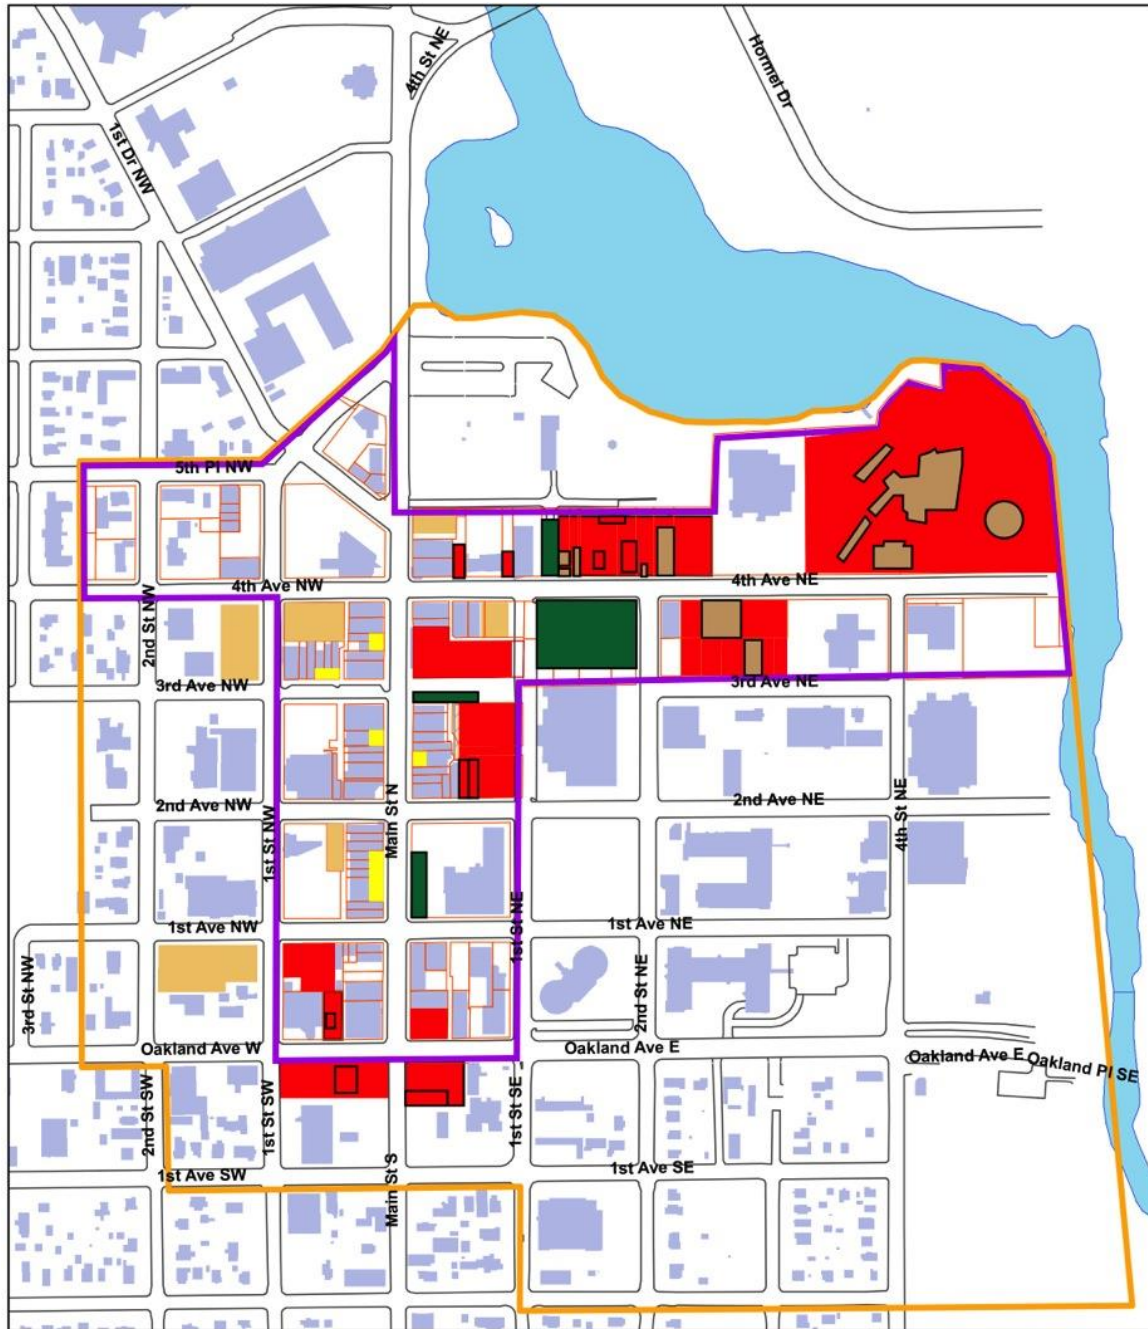 4th St NE
Hormel Dr
1st Dr NW
5th Pl NW
4th Ave NW
4th Ave NE
2nd St NW
3rd Ave NW
3rd Ave NE
2nd Ave NW
Main St N
2nd Ave NE
1st St NW
4th St NE
1st Ave NW
1st St NE
1st Ave NE
3rd St NW
2nd St NE
Oakland Ave W
Oakland Ave E
Oakland Ave E
Oakland Pl SE
2nd St SW
1st St SW
1st St SE
1st Ave SW
Main St S
1st Ave SE